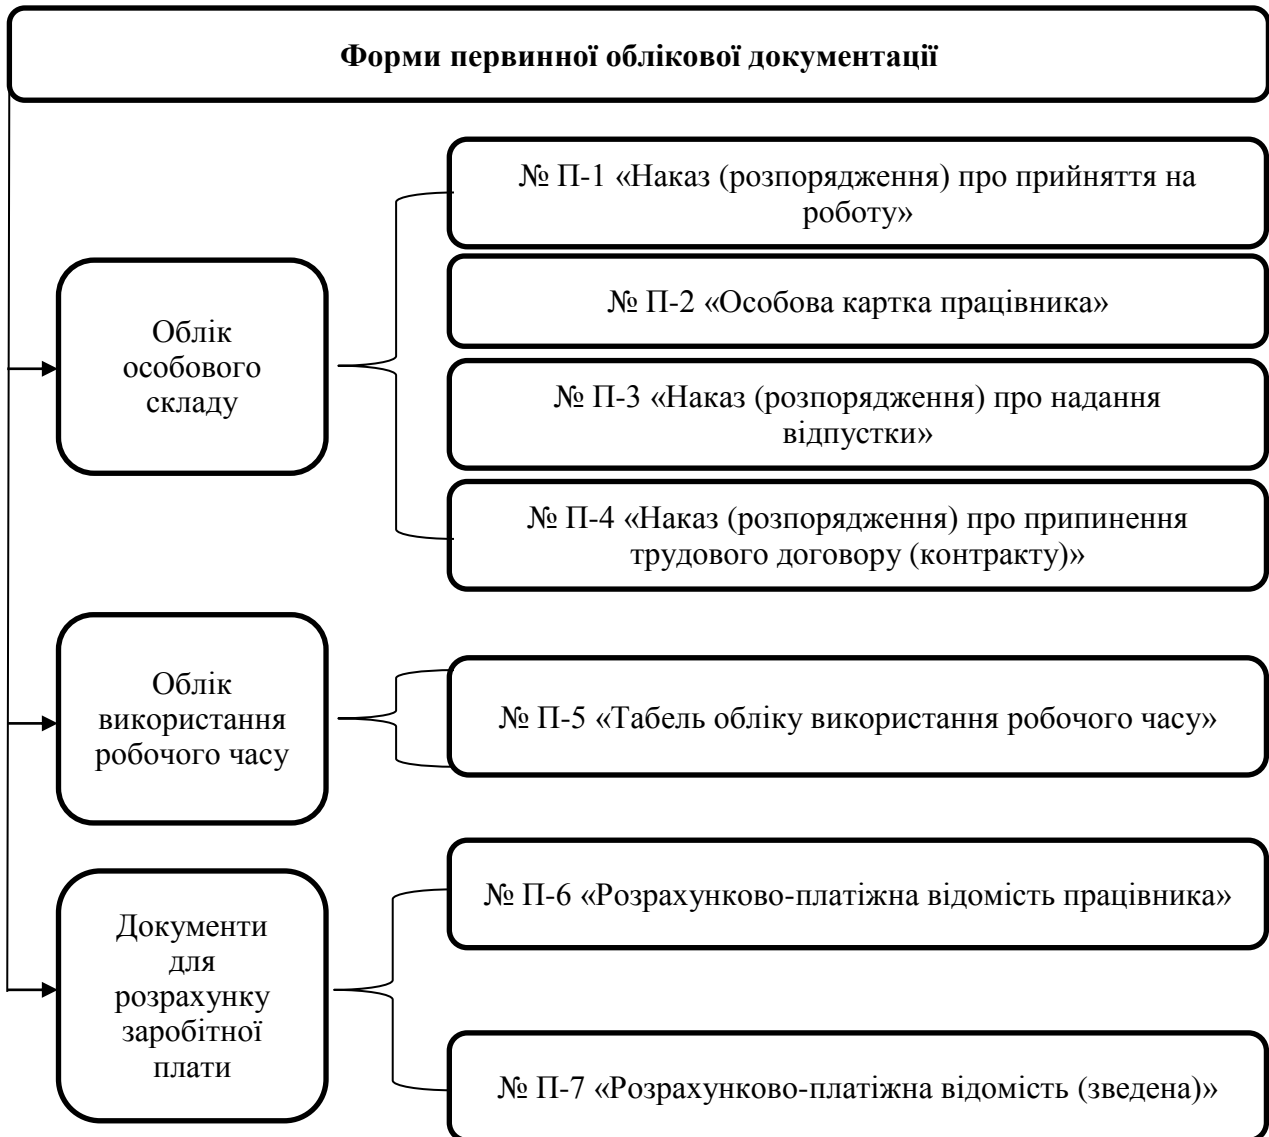 Форми первинної облікової документації
№ П-1 «Наказ (розпорядження) про прийняття на
роботу»
Облік
особового
складу
№ П-2 «Особова картка працівника»
№ П-3 «Наказ (розпорядження) про надання
відпустки»
№ П-4 «Наказ (розпорядження) про припинення
трудового договору (контракту)»
Облік
використання
робочого часу
№ П-5 «Табель обліку використання робочого часу»
Документи
для
розрахунку
заробітної
плати
№ П-6 «Розрахунково-платіжна відомість працівника»
№ П-7 «Розрахунково-платіжна відомість (зведена)»